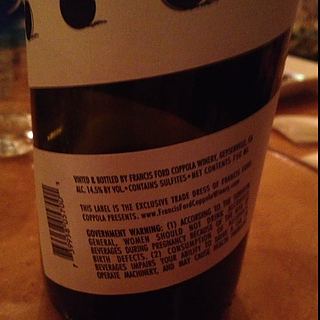 VINTED & BOTTLED BY FRANCIS FORD COPPOLA WINERY, GEYSERVILLE, CA
ALC. 14.5% BY VOL. • CONTAINS SULFITES • NET CONTENTS 750 ML
THIS LABEL IS THE EXCLUSIVE TRADE DRESS OF FRANCIS FORD
COPPOLA PRESENTS. www.FrancisFordCoppolaWinery.com
GOVERNMENT WARNING: (1) ACCORDING TO THE SURGEON
GENERAL, WOMEN SHOULD NOT DRINK ALCOHOLIC
BEVERAGES DURING PREGNANCY BECAUSE OF THE RISK OF
BIRTH DEFECTS. (2) CONSUMPTION OF ALCOHOLIC
BEVERAGES IMPAIRS YOUR ABILITY TO DRIVE A CAR OR
OPERATE MACHINERY, AND MAY CAUSE